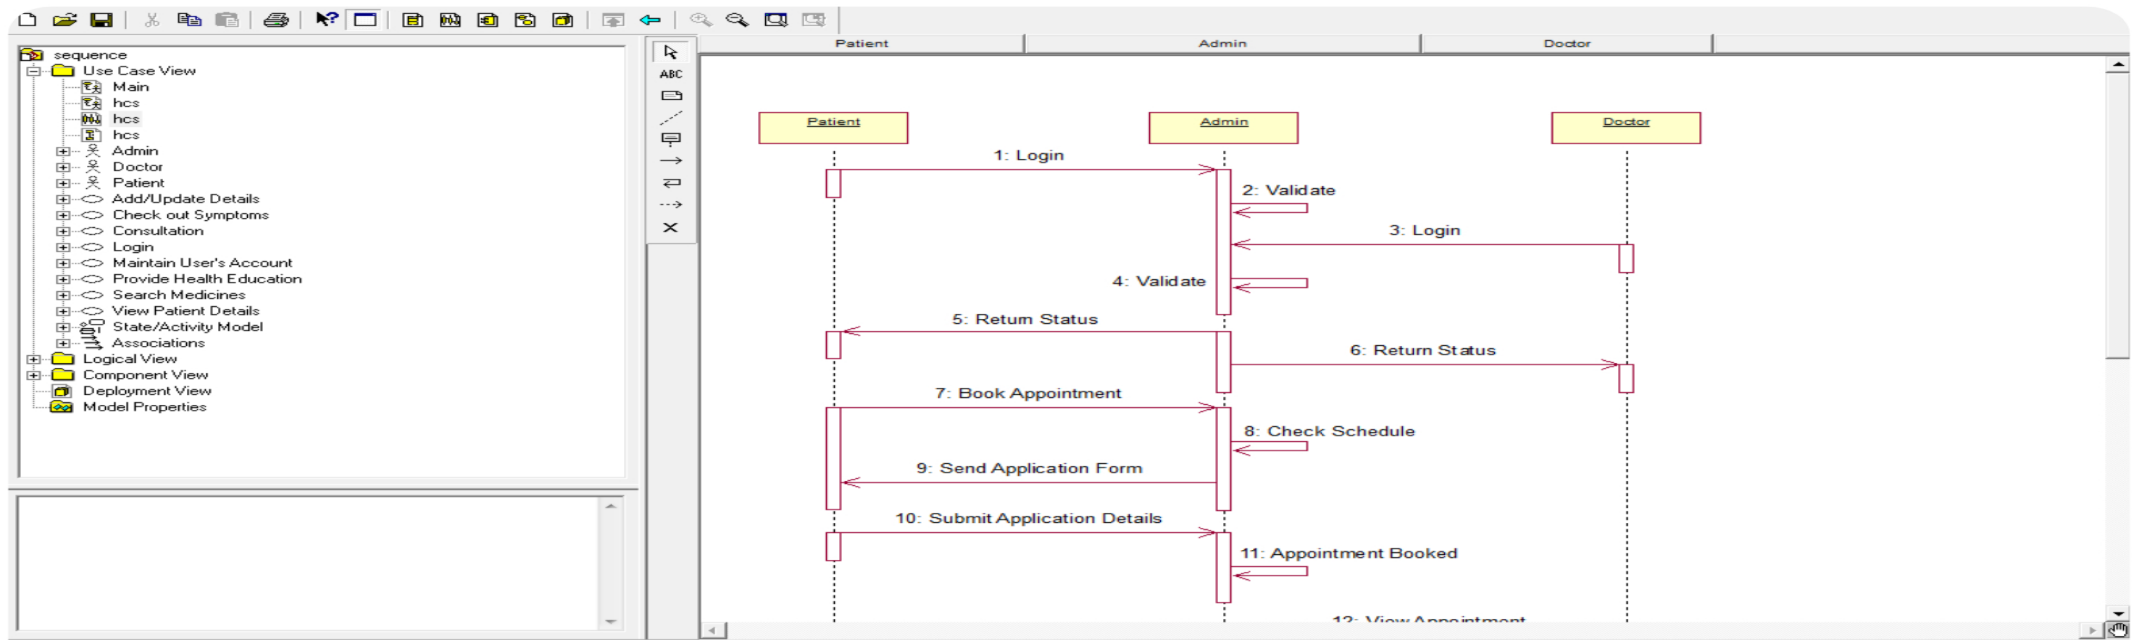 sequence
Use Case View
Main
hcs
hcs
hcs
Admin
Doctor
Patient
Add/Update Details
Check out Symptoms
Consultation
Login
Maintain User's Account
Provide Health Education
Search Medicines
View Patient Details
State/Activity Model
Associations
Logical View
Component View
Deployment View
Model Properties
ABC
Patient Admin Doctor
Patient Admin Doctor
1: Login
2: Validate
3: Login
4: Validate
5: Return Status
6: Return Status
7: Book Appointment
8: Check Schedule
9: Send Application Form
10: Submit Application Details
11: Appointment Booked
12: View Appointment